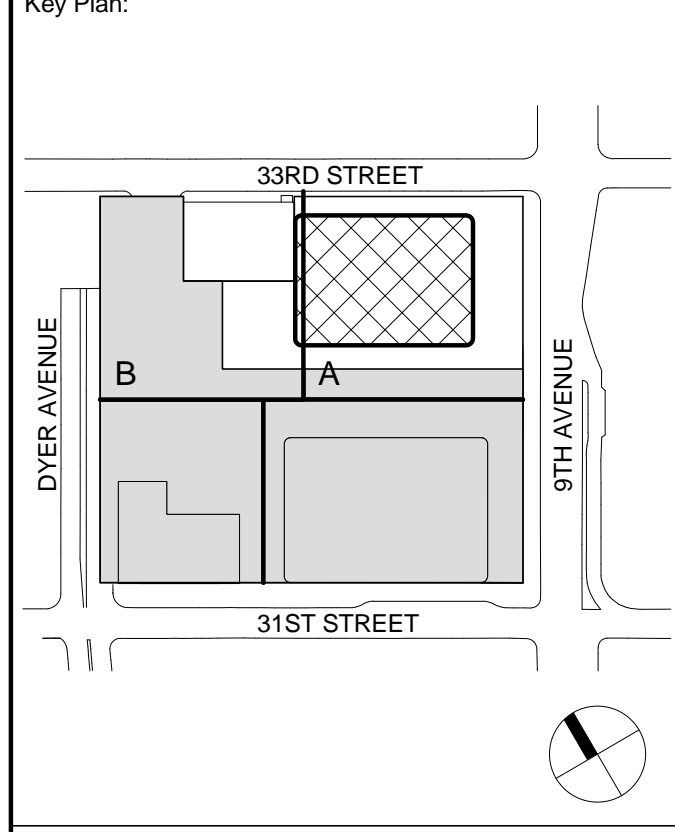 Key Plan:
33RD STREET
DYER AVENUE
B
A
9TH AVENUE
31ST STREET